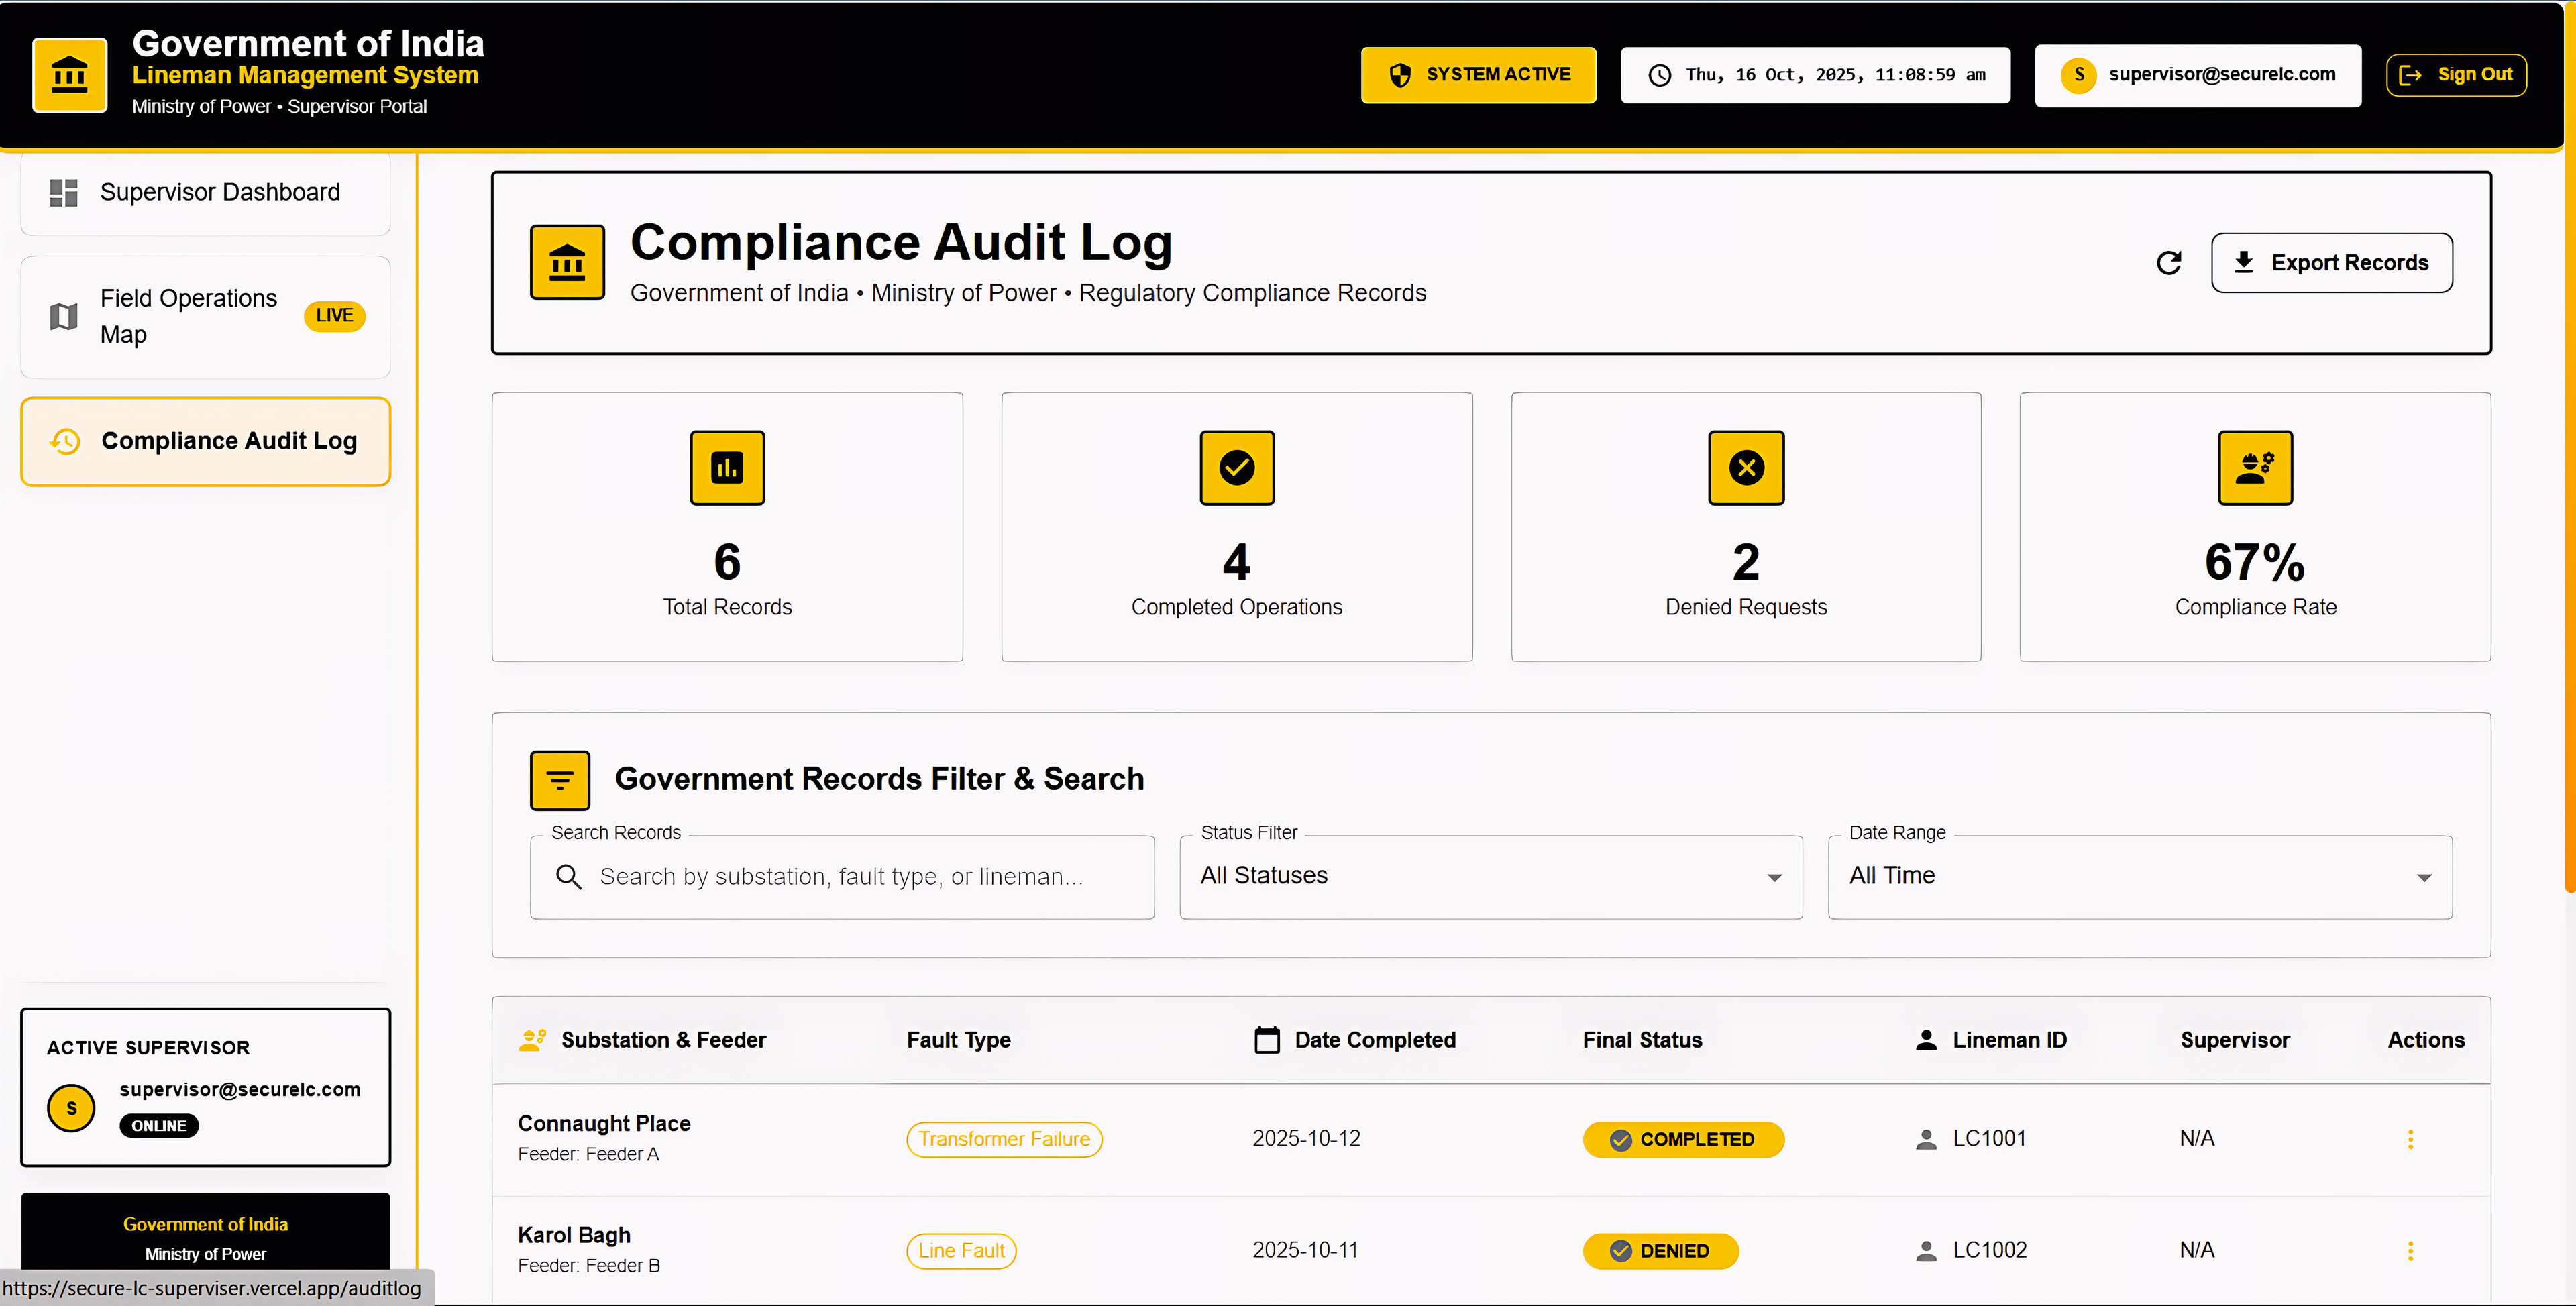 Government of India
Lineman Management System
Ministry of Power • Supervisor Portal
SYSTEM ACTIVE
Thu, 16 Oct, 2025, 11:08:59 am
S
supervisor@securelc.com
Sign Out
Supervisor Dashboard
Field Operations
Map
LIVE
Compliance Audit Log
ACTIVE SUPERVISOR
S
supervisor@securelc.com
ONLINE
Government of India
Ministry of Power
https://secure-lc-superviser.vercel.app/auditlog
Compliance Audit Log
Government of India • Ministry of Power • Regulatory Compliance Records
Export Records
6
Total Records
4
Completed Operations
2
Denied Requests
67%
Compliance Rate
Government Records Filter & Search
Search Records
Search by substation, fault type, or lineman...
Status Filter
All Statuses
Date Range
All Time
Substation & Feeder Fault Type Date Completed Final Status Lineman ID Supervisor Actions
Connaught Place
Feeder: Feeder A
Transformer Failure
2025-10-12
COMPLETED
LC1001
N/A
Karol Bagh
Feeder: Feeder B
Line Fault
2025-10-11
DENIED
LC1002
N/A